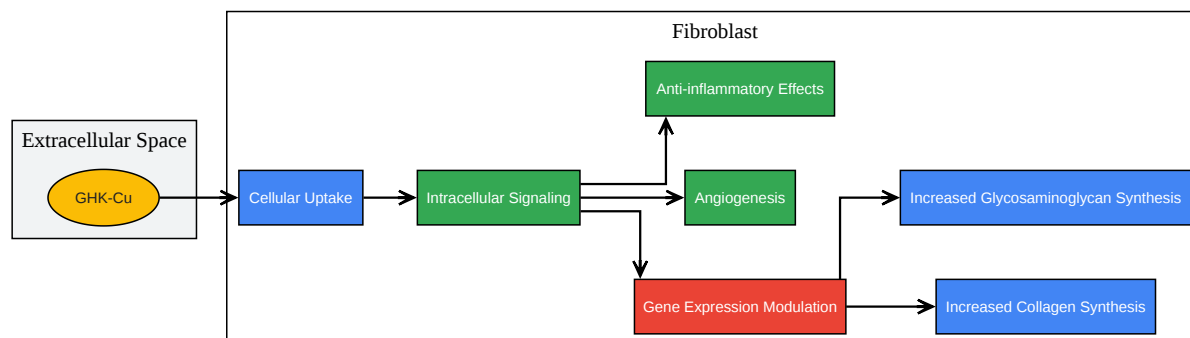 Fibroblast
Anti-inflammatory Effects
Extracellular Space
GHK-Cu
Cellular Uptake
Intracellular Signaling
Angiogenesis
Increased Glycosaminoglycan Synthesis
Gene Expression Modulation
Increased Collagen Synthesis